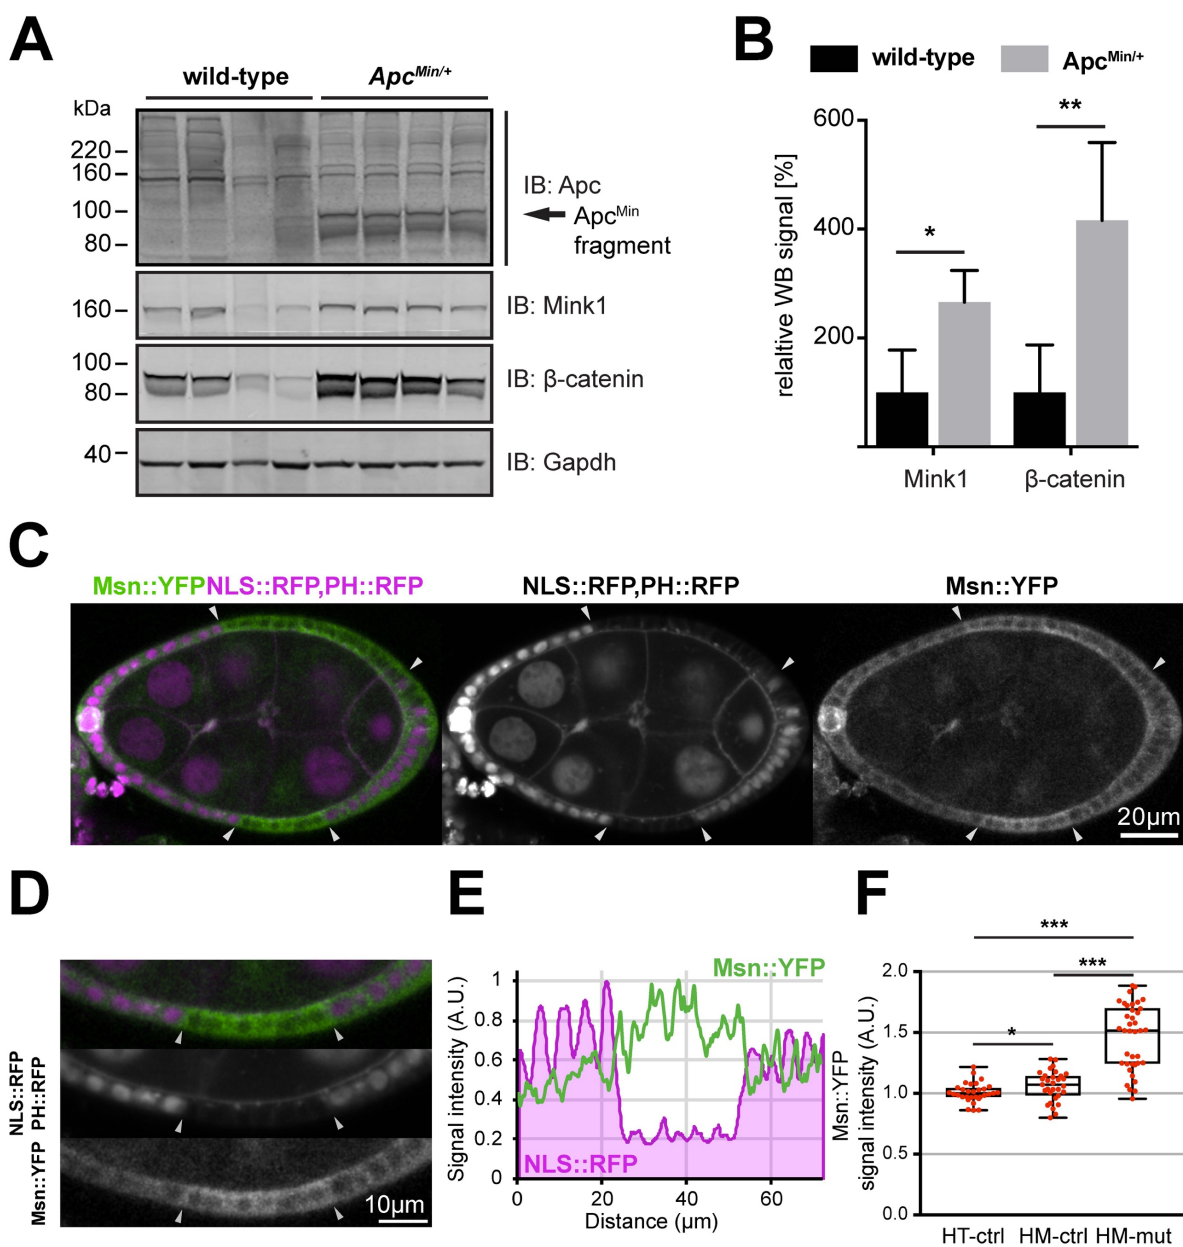 A
wild-type
Apc^Min/+
kDa
220
160
100
80
IB: Apc
Apc^Min
fragment
160
IB: Mink1
100
80
IB: β-catenin
40
IB: Gapdh
B
wild-type
Apc^Min/+
relaltive WB signal [%]
600
400
200
*
**
Mink1
β-catenin
C
Msn::YFP NLS::RFP,PH::RFP
NLS::RFP,PH::RFP
Msn::YFP
20µm
D
NLS::RFP
PH::RFP
Msn::YFP
10µm
E
Msn::YFP
Signal intensity (A.U.)
1
0.8
0.6
0.4
0.2
0
NLS::RFP
0
20
40
60
Distance (µm)
F
***
***
*
Msn::YFP
signal intensity (A.U.)
2.0
1.5
1.0
0.5
0.0
HT-ctrl
HM-ctrl
HM-mut